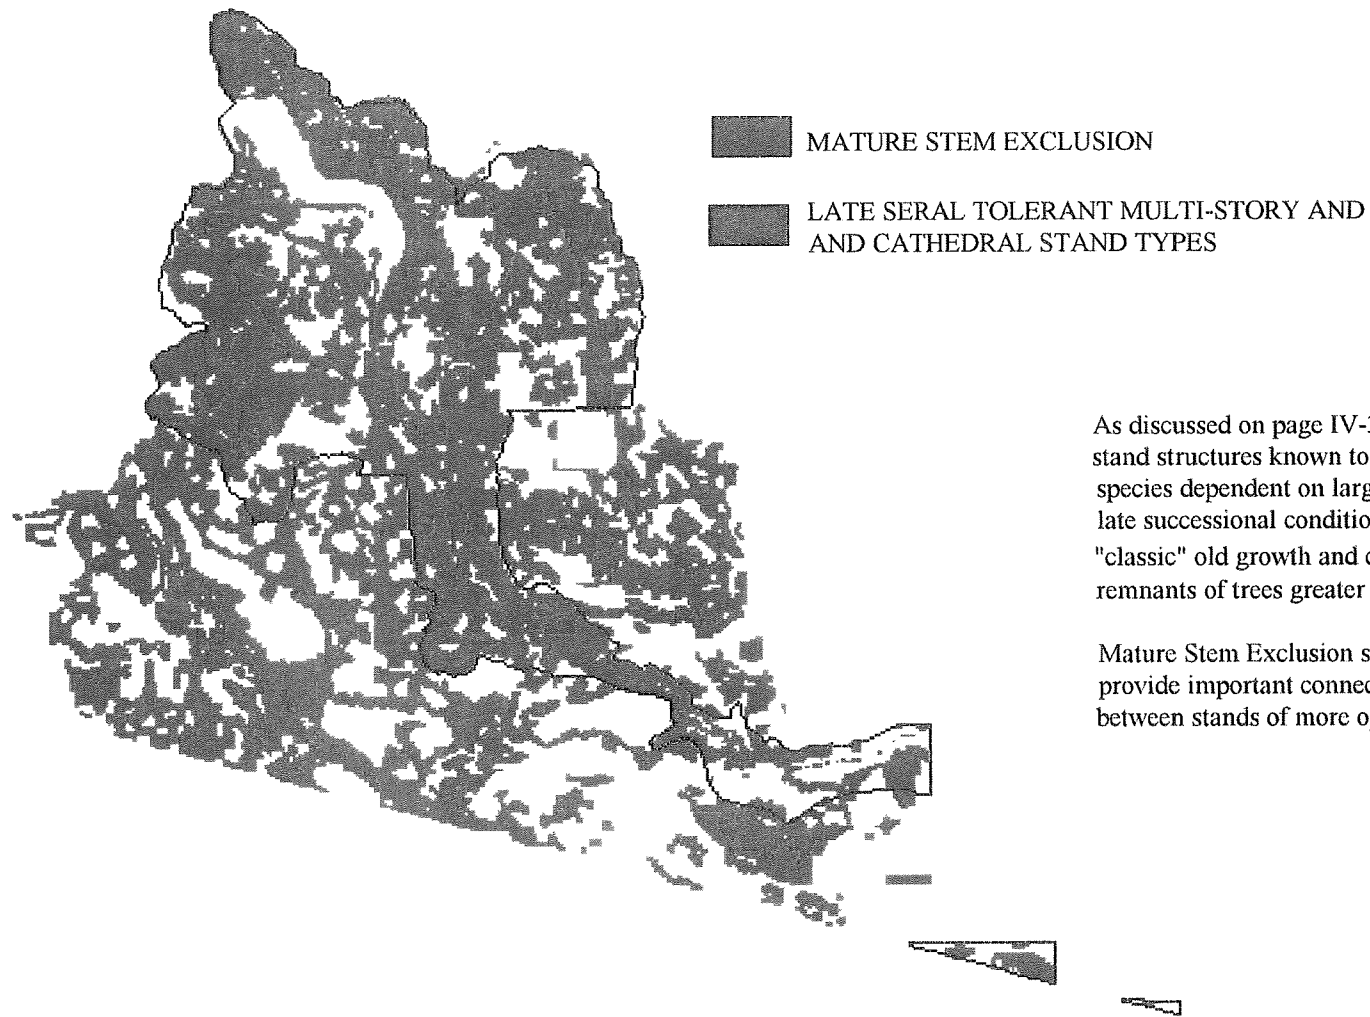 MATURE STEM EXCLUSION
LATE SERAL TOLERANT MULTI-STORY AND
AND CATHEDRAL STAND TYPES
As discussed on page IV-
stand structures known to
species dependent on larg
late successional conditio
"classic" old growth and
remnants of trees greater
Mature Stem Exclusion s
provide important connec
between stands of more o